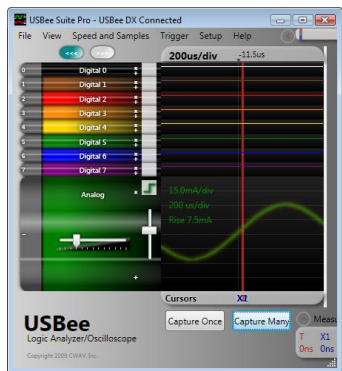 USBee Suite Pro - USBee DX Connected
File View Speed and Samples Trigger Setup Help
<<< >>>
200us/div -11.5us
0 Digital 0
1 Digital 1
2 Digital 2
3 Digital 3
4 Digital 4
5 Digital 5
6 Digital 6
7 Digital 7
Analog
15.0mA/div
200 us/div
Rise 7.5mA
Cursors
USBee
Logic Analyzer/Oscilloscope
Copyright 2009 CWAV, Inc.
Capture Once Capture Many
Measu
T X1
0ns 0ns